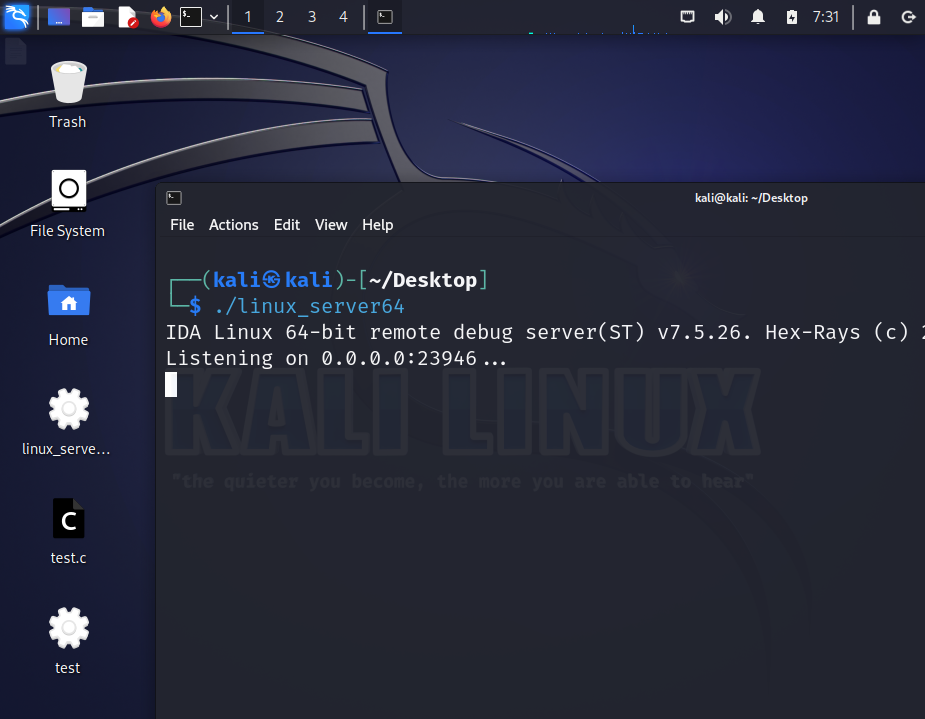 1 2 3 4 7:31
Trash
File System
Home
linux_serve...
test.c
test
kali@kali: ~/Desktop
File Actions Edit View Help
┌──(kali㉿kali)-[~/Desktop]
└─$ ./linux_server64
IDA Linux 64-bit remote debug server(ST) v7.5.26. Hex-Rays (c) 2
Listening on 0.0.0.0:23946...
KALI LINUX
"the quieter you become, the more you are able to hear"